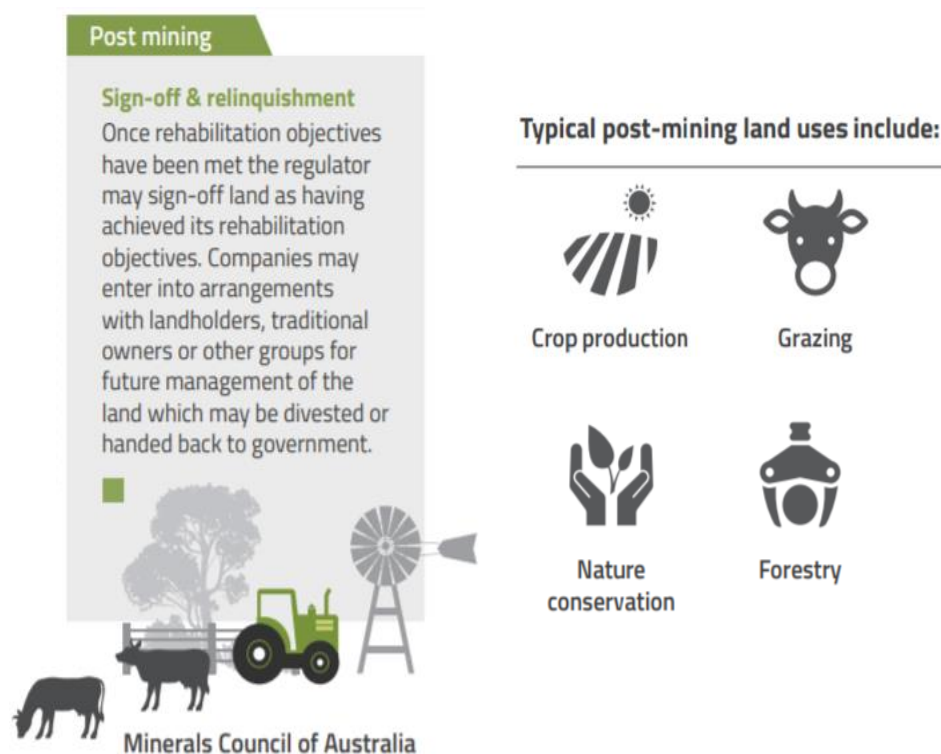 Post mining
Sign-off & relinquishment
Once rehabilitation objectives
have been met the regulator
may sign-off land as having
achieved its rehabilitation
objectives. Companies may
enter into arrangements
with landholders, traditional
owners or other groups for
future management of the
land which may be divested or
handed back to government.
Minerals Council of Australia
Typical post-mining land uses include:
Crop production
Grazing
Nature
conservation
Forestry